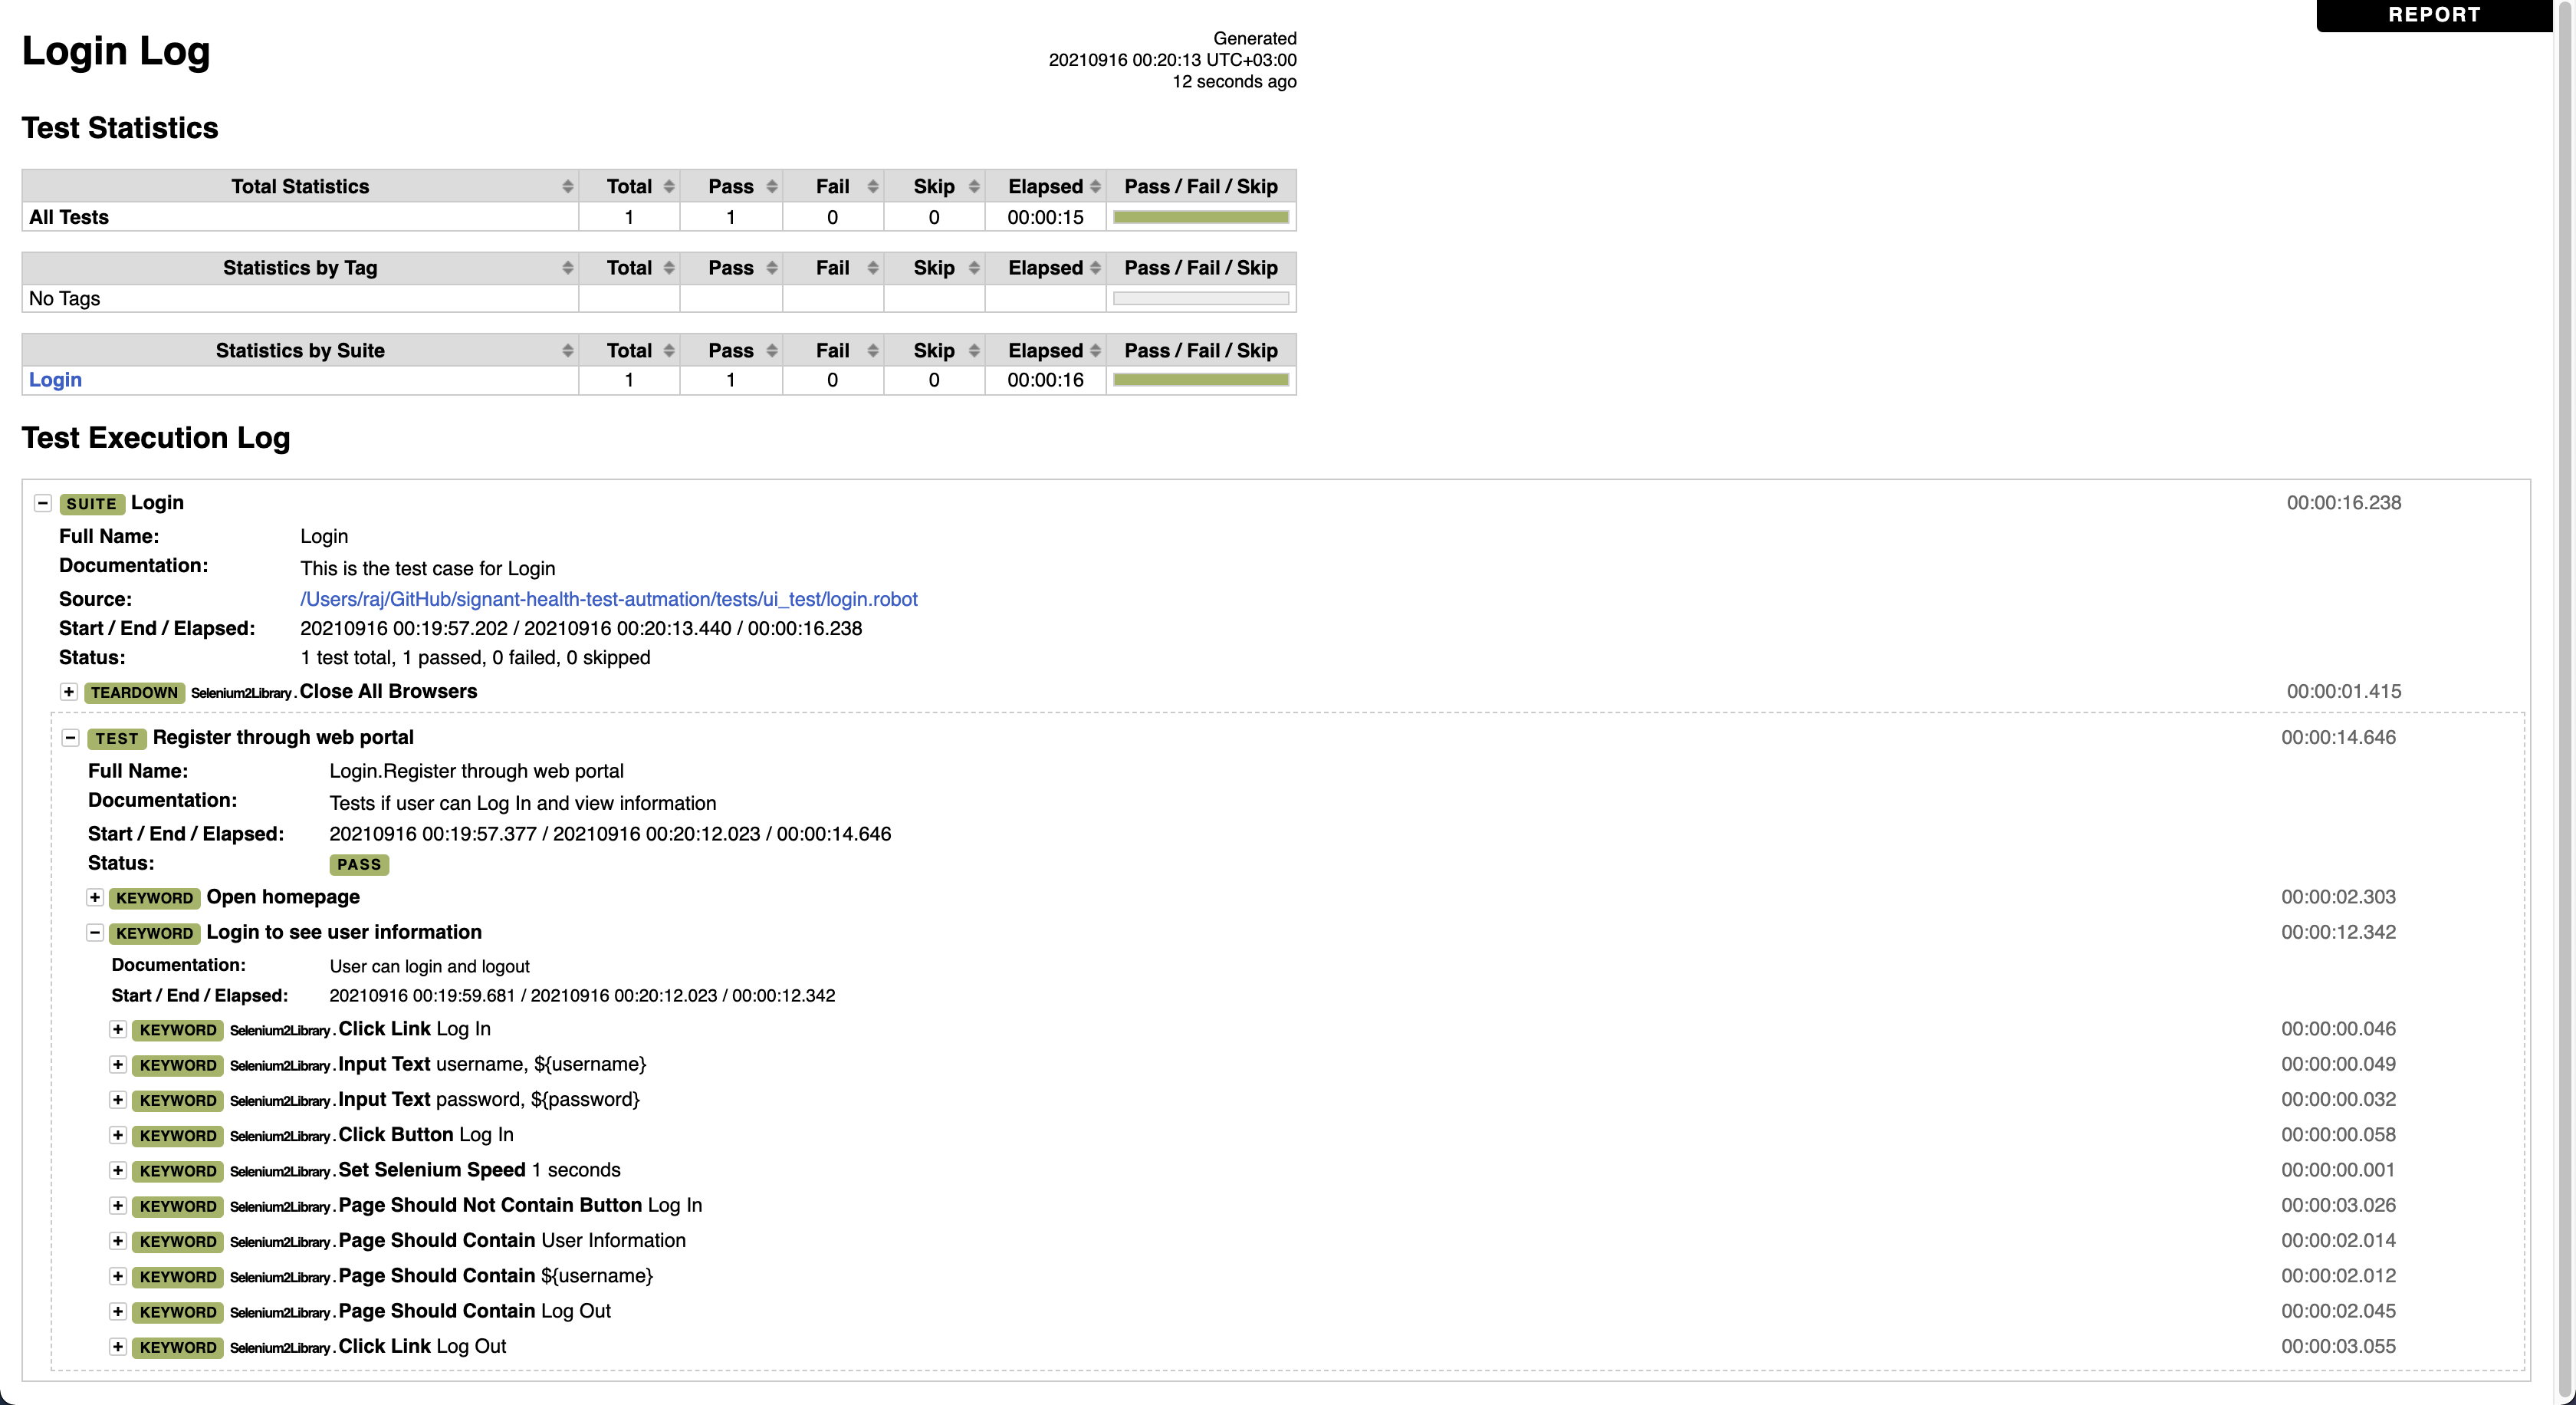 REPORT
Login Log
Generated
20210916 00:20:13 UTC+03:00
12 seconds ago
Test Statistics
Total Statistics Total Pass Fail Skip Elapsed Pass / Fail / Skip
All Tests 1 1 0 0 00:00:15
Statistics by Tag Total Pass Fail Skip Elapsed Pass / Fail / Skip
No Tags
Statistics by Suite Total Pass Fail Skip Elapsed Pass / Fail / Skip
Login 1 1 0 0 00:00:16
Test Execution Log
SUITE Login 00:00:16.238
Full Name: Login
Documentation: This is the test case for Login
Source: /Users/raj/GitHub/signant-health-test-autmation/tests/ui_test/login.robot
Start / End / Elapsed: 20210916 00:19:57.202 / 20210916 00:20:13.440 / 00:00:16.238
Status: 1 test total, 1 passed, 0 failed, 0 skipped
TEARDOWN Selenium2Library.Close All Browsers 00:00:01.415
TEST Register through web portal 00:00:14.646
Full Name: Login.Register through web portal
Documentation: Tests if user can Log In and view information
Start / End / Elapsed: 20210916 00:19:57.377 / 20210916 00:20:12.023 / 00:00:14.646
Status: PASS
KEYWORD Open homepage 00:00:02.303
KEYWORD Login to see user information 00:00:12.342
Documentation: User can login and logout
Start / End / Elapsed: 20210916 00:19:59.681 / 20210916 00:20:12.023 / 00:00:12.342
KEYWORD Selenium2Library.Click Link Log In 00:00:00.046
KEYWORD Selenium2Library.Input Text username, ${username} 00:00:00.049
KEYWORD Selenium2Library.Input Text password, ${password} 00:00:00.032
KEYWORD Selenium2Library.Click Button Log In 00:00:00.058
KEYWORD Selenium2Library.Set Selenium Speed 1 seconds 00:00:00.001
KEYWORD Selenium2Library.Page Should Not Contain Button Log In 00:00:03.026
KEYWORD Selenium2Library.Page Should Contain User Information 00:00:02.014
KEYWORD Selenium2Library.Page Should Contain ${username} 00:00:02.012
KEYWORD Selenium2Library.Page Should Contain Log Out 00:00:02.045
KEYWORD Selenium2Library.Click Link Log Out 00:00:03.055